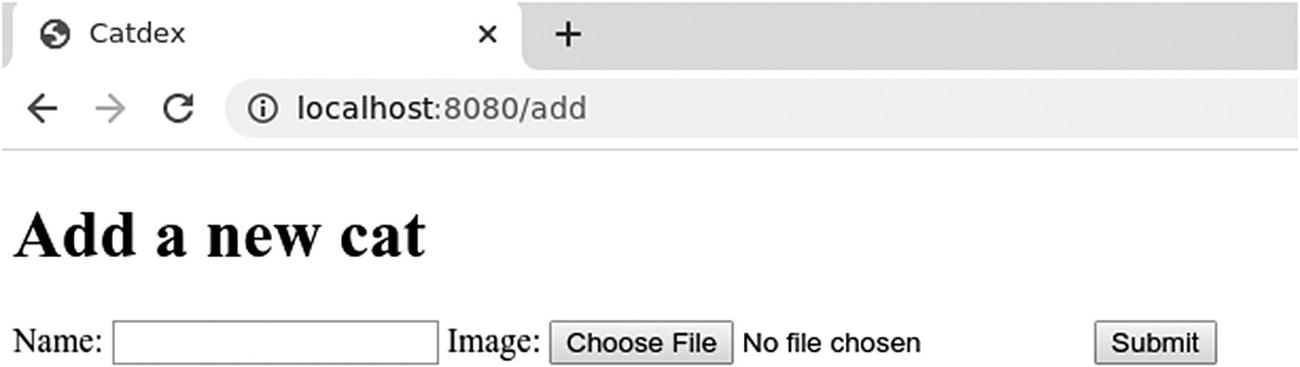 Catdex
localhost:8080/add
Add a new cat
Name: Image: Choose File No file chosen Submit